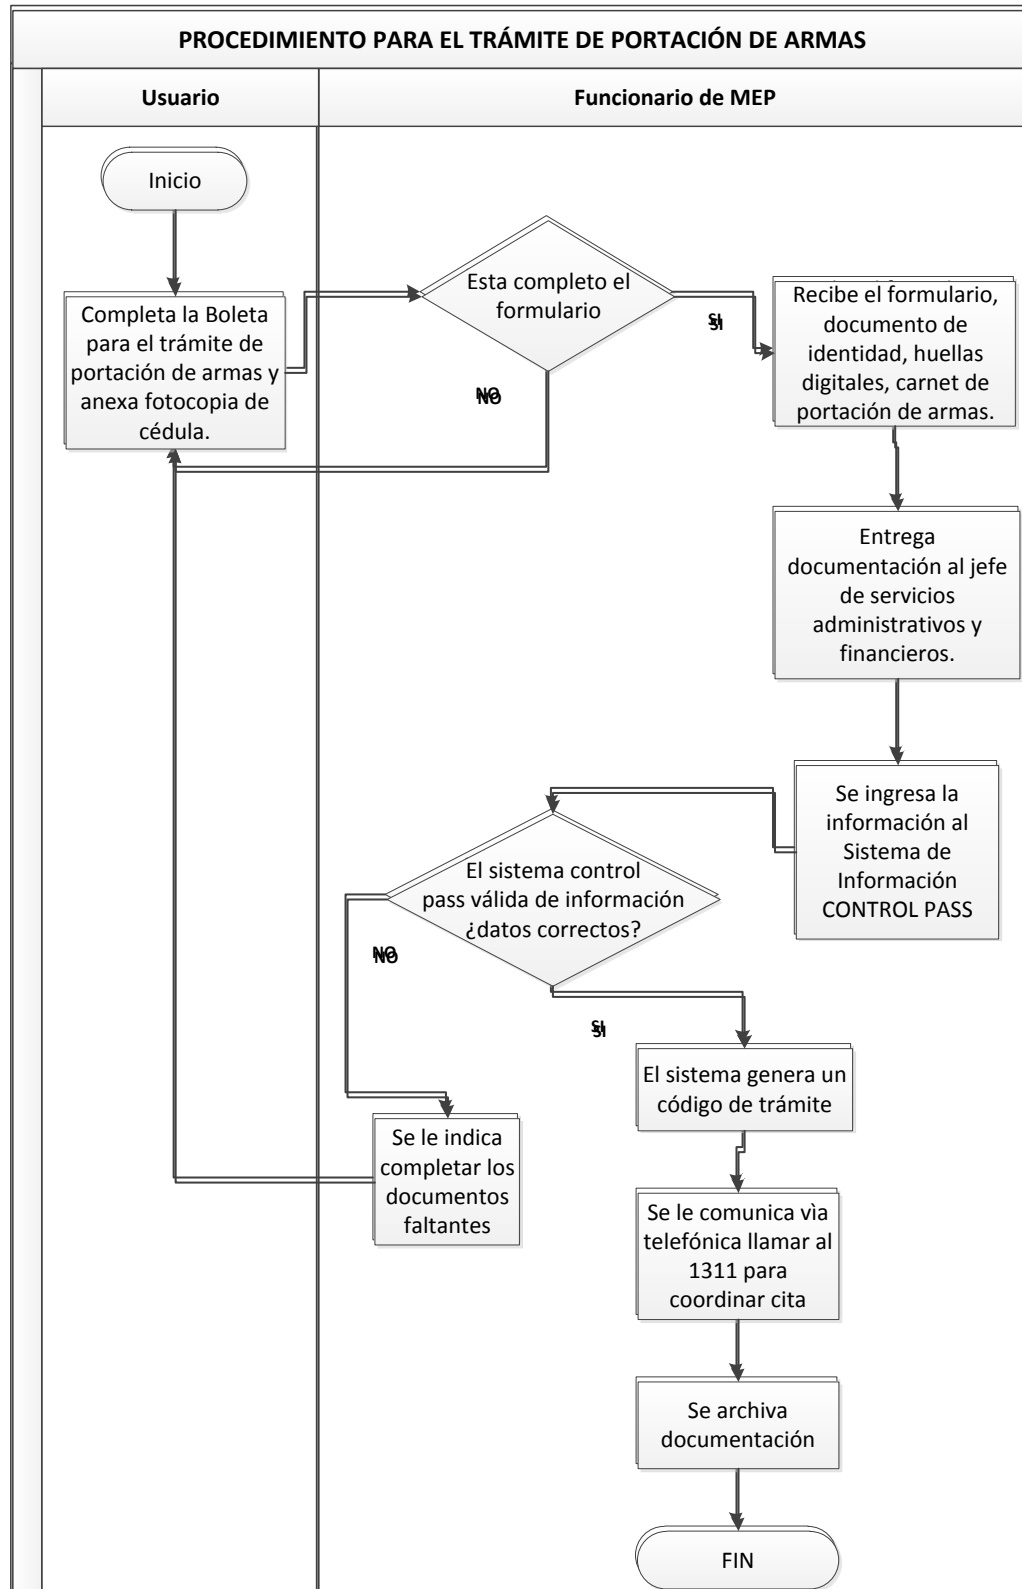 PROCEDIMIENTO PARA EL TRÁMITE DE PORTACIÓN DE ARMAS
Usuario
Funcionario de MEP
Inicio
Completa la Boleta
para el trámite de
portación de armas y
anexa fotocopia de
cédula.
Esta completo el
formulario
SI
NO
Recibe el formulario,
documento de
identidad, huellas
digitales, carnet de
portación de armas.
Entrega
documentación al jefe
de servicios
administrativos y
financieros.
Se ingresa la
información al
Sistema de
Información
CONTROL PASS
El sistema control
pass válida de información
¿datos correctos?
NO
SI
El sistema genera un
código de trámite
Se le indica
completar los
documentos
faltantes
Se le comunica vìa
telefónica llamar al
1311 para
coordinar cita
Se archiva
documentación
FIN